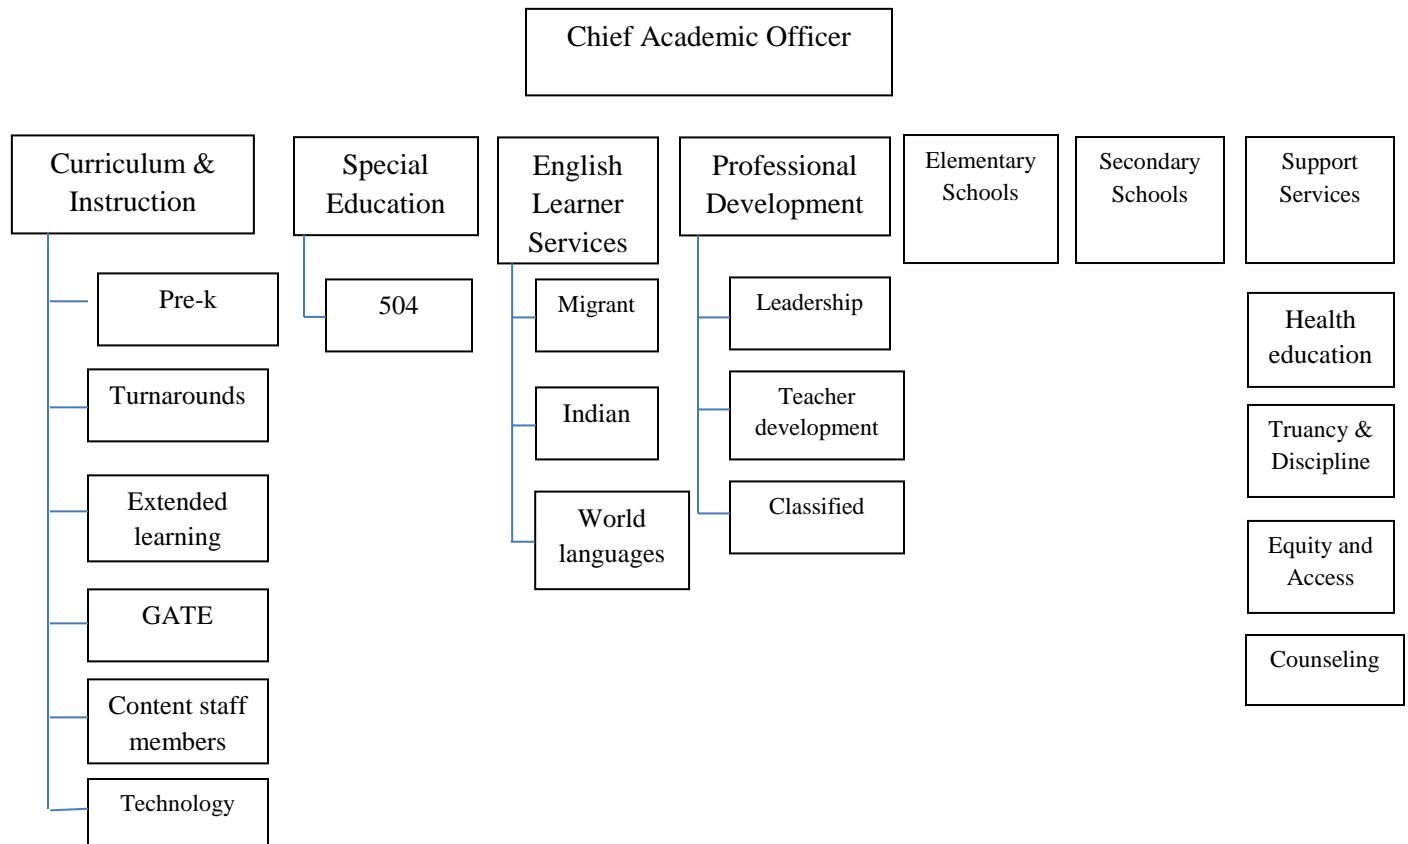 Chief Academic Officer
Curriculum &
Instruction
Special
Education
English
Learner
Services
Professional
Development
Elementary
Schools
Secondary
Schools
Support
Services
Pre-k
Turnarounds
Extended
learning
GATE
Content staff
members
Technology
504
Migrant
Indian
World
languages
Leadership
Teacher
development
Classified
Health
education
Truancy &
Discipline
Equity and
Access
Counseling